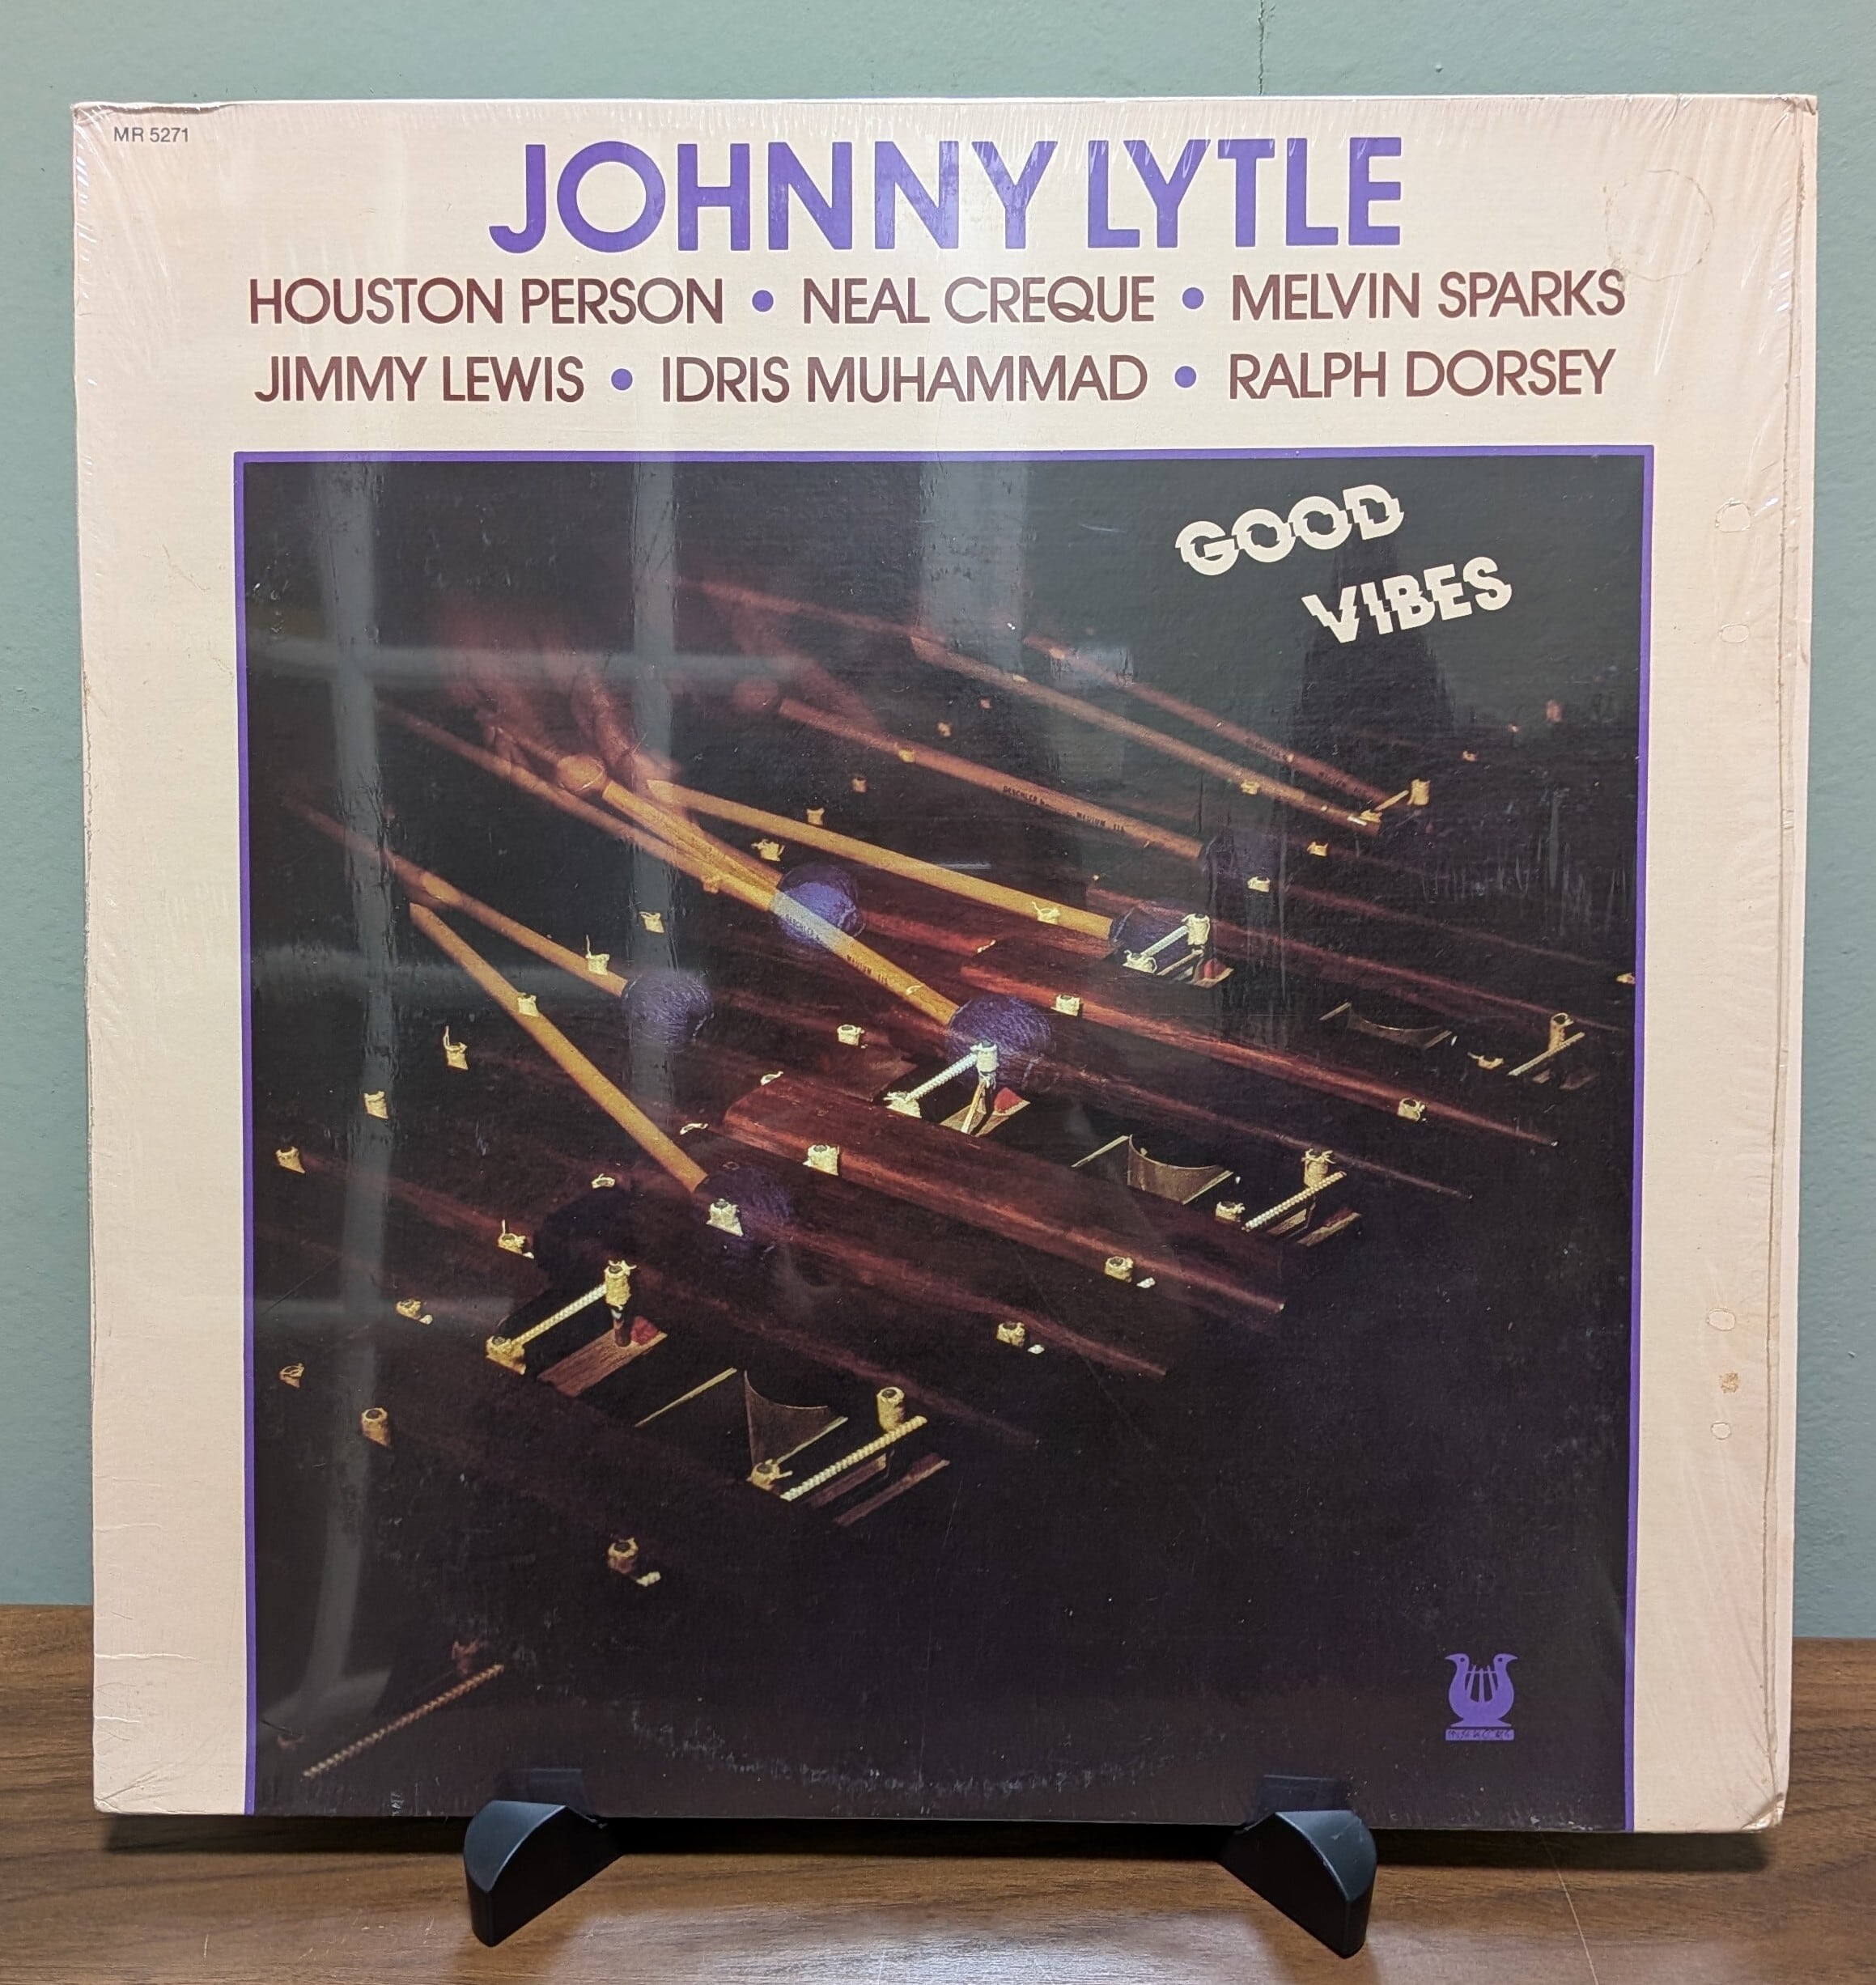 MR 5271
JOHNNY LYTLE
HOUSTON PERSON • NEAL CREQUE • MELVIN SPARKS
JIMMY LEWIS • IDRIS MUHAMMAD • RALPH DORSEY
GOOD
VIBES